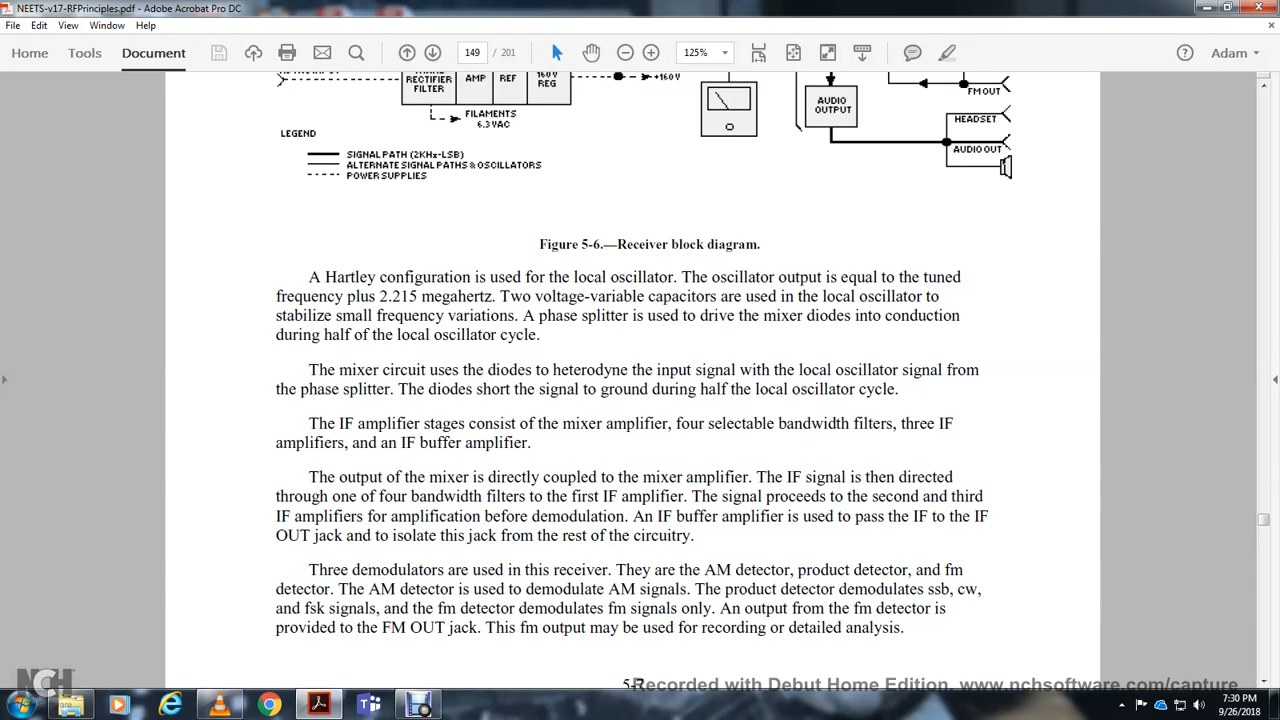 NEETS-v17-RFPrinciples.pdf - Adobe Acrobat Pro DC
File Edit View Window Help
Home Tools Document 149 / 201 125% Adam
RECTIFIER
FILTER
AMP REF 160 V
REG
+160 V
FILAMENTS
6.3 VAC
AUDIO
OUTPUT
FM OUT
HEADSET
AUDIO OUT
LEGEND
SIGNAL PATH (2KHz-LSB)
ALTERNATE SIGNAL PATHS & OSCILLATORS
POWER SUPPLIES
Figure 5-6.—Receiver block diagram.
A Hartley configuration is used for the local oscillator. The oscillator output is equal to the tuned
frequency plus 2.215 megahertz. Two voltage-variable capacitors are used in the local oscillator to
stabilize small frequency variations. A phase splitter is used to drive the mixer diodes into conduction
during half of the local oscillator cycle.
The mixer circuit uses the diodes to heterodyne the input signal with the local oscillator signal from
the phase splitter. The diodes short the signal to ground during half the local oscillator cycle.
The IF amplifier stages consist of the mixer amplifier, four selectable bandwidth filters, three IF
amplifiers, and an IF buffer amplifier.
The output of the mixer is directly coupled to the mixer amplifier. The IF signal is then directed
through one of four bandwidth filters to the first IF amplifier. The signal proceeds to the second and third
IF amplifiers for amplification before demodulation. An IF buffer amplifier is used to pass the IF to the IF
OUT jack and to isolate this jack from the rest of the circuitry.
Three demodulators are used in this receiver. They are the AM detector, product detector, and fm
detector. The AM detector is used to demodulate AM signals. The product detector demodulates ssb, cw,
and fsk signals, and the fm detector demodulates fm signals only. An output from the fm detector is
provided to the FM OUT jack. This fm output may be used for recording or detailed analysis.
NCH
Recorded with Debut Home Edition. www.nchsoftware.com/capture
7:30 PM
9/26/2018